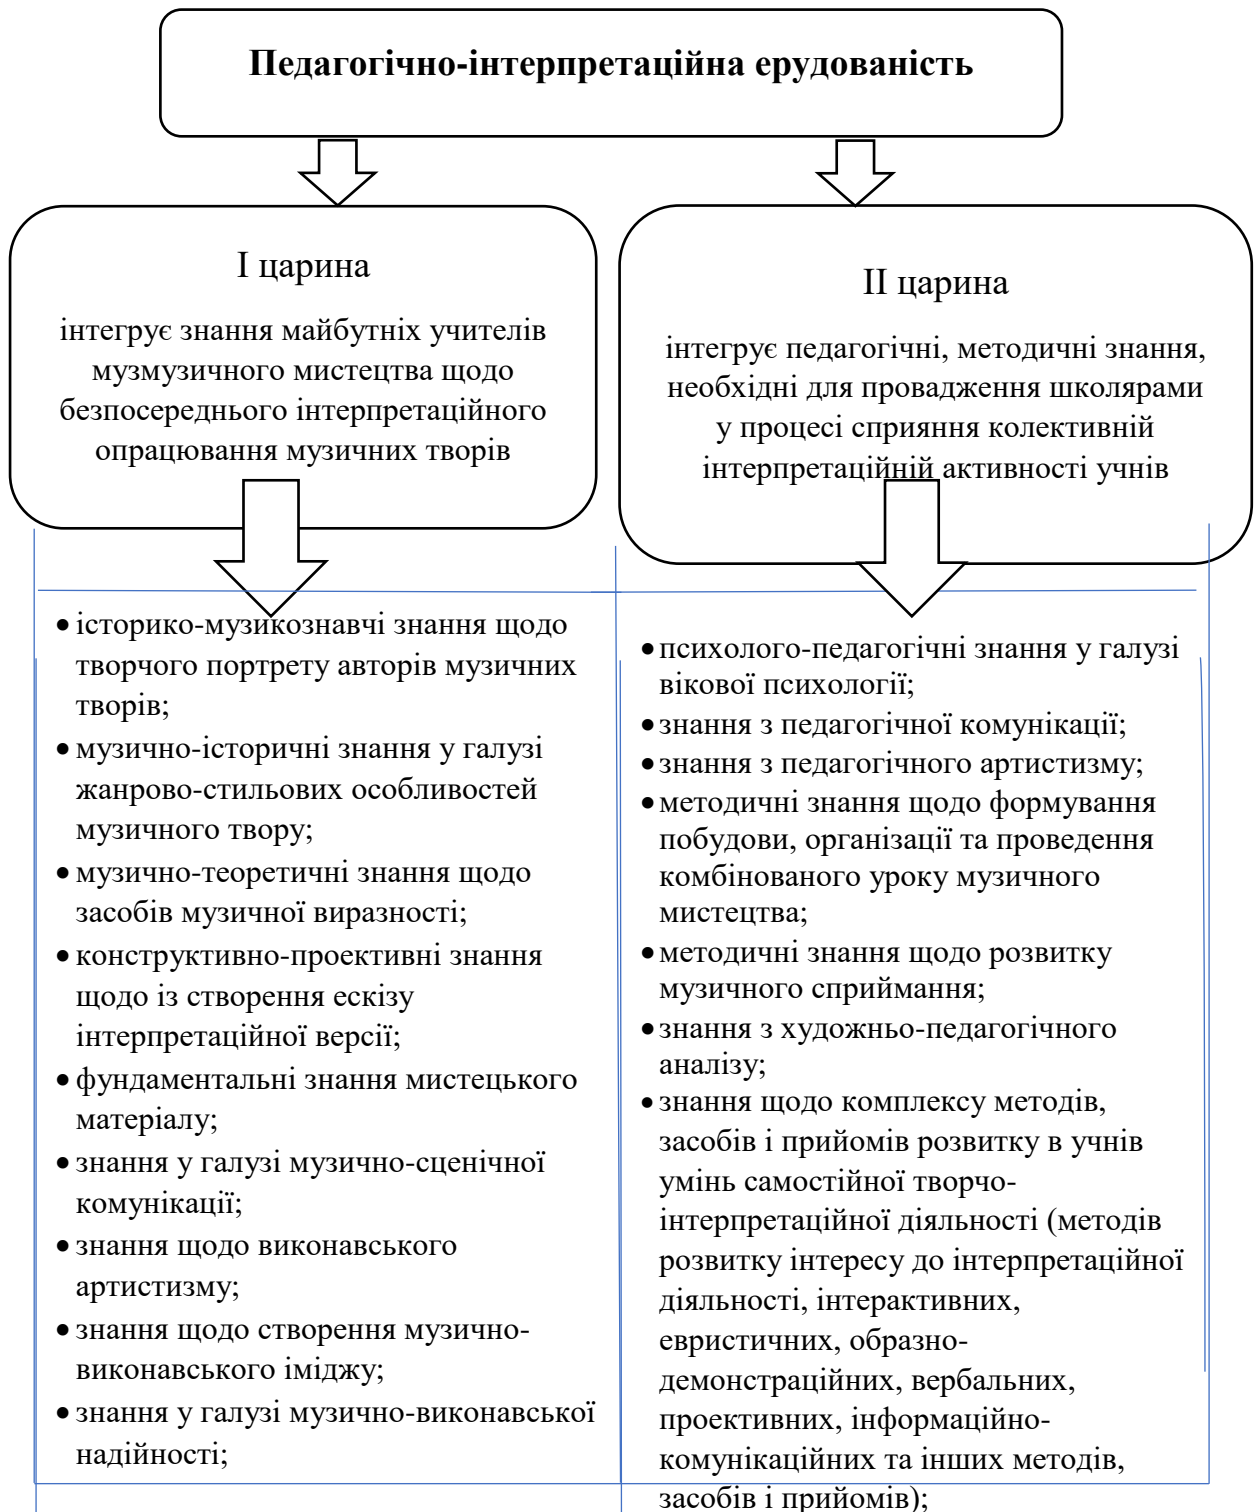 Педагогічно-інтерпретаційна ерудованість
І царина
інтегрує знання майбутніх учителів
музмузичного мистецтва щодо
безпосереднього інтерпретаційного
опрацювання музичних творів
ІІ царина
інтегрує педагогічні, методичні знання,
необхідні для провадження школярами
у процесі сприяння колективній
інтерпретаційній активності учнів
• історико-музикознавчі знання щодо
творчого портрету авторів музичних
творів;
• музично-історичні знання у галузі
жанрово-стильових особливостей
музичного твору;
• музично-теоретичні знання щодо
засобів музичної виразності;
• конструктивно-проективні знання
щодо із створення ескізу
інтерпретаційної версії;
• фундаментальні знання мистецького
матеріалу;
• знання у галузі музично-сценічної
комунікації;
• знання щодо виконавського
артистизму;
• знання щодо створення музично-
виконавського іміджу;
• знання у галузі музично-виконавської
надійності;
• психолого-педагогічні знання у галузі
вікової психології;
• знання з педагогічної комунікації;
• знання з педагогічного артистизму;
• методичні знання щодо формування
побудови, організації та проведення
комбінованого уроку музичного
мистецтва;
• методичні знання щодо розвитку
музичного сприймання;
• знання з художньо-педагогічного
аналізу;
• знання щодо комплексу методів,
засобів і прийомів розвитку в учнів
умінь самостійної творчо-
інтерпретаційної діяльності (методів
розвитку інтересу до інтерпретаційної
діяльності, інтерактивних,
евристичних, образно-
демонстраційних, вербальних,
проективних, інформаційно-
комунікаційних та інших методів,
засобів і прийомів);